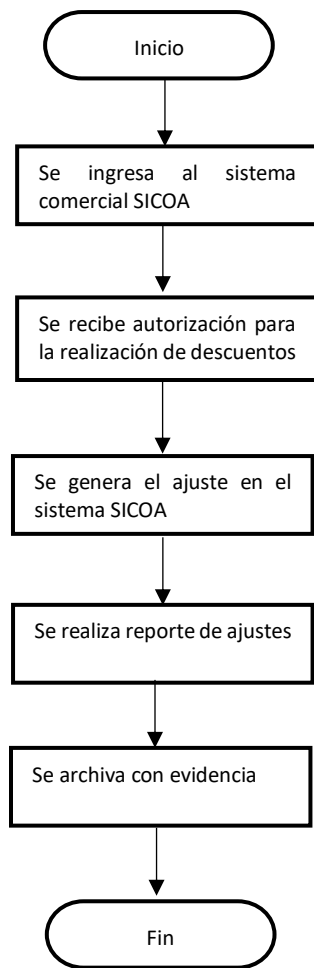 Inicio
Se ingresa al sistema
comercial SICOA
Se recibe autorización para
la realización de descuentos
Se genera el ajuste en el
sistema SICOA
Se realiza reporte de ajustes
Se archiva con evidencia
Fin